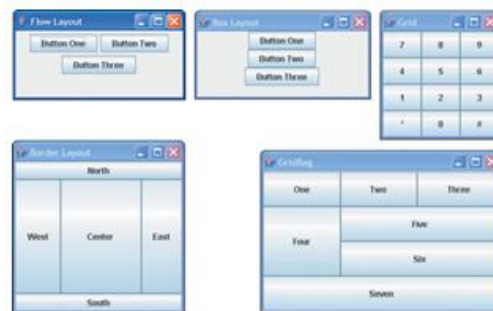 Flow Layout
Button One Button Two
Button Three
Box Layout
Button One
Button Two
Button Three
Grid
7 8 9
4 5 6
1 2 3
* 0 #
Border Layout
North
West Center East
South
GridBag
One Two Three
Four
Five
Six
Seven